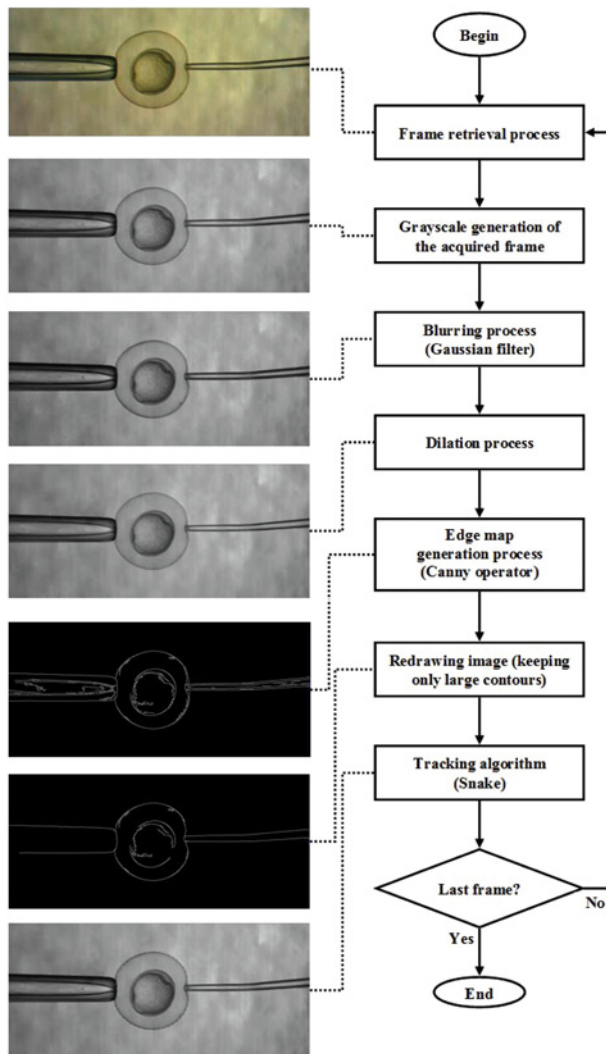 Begin
Frame retrieval process
Grayscale generation of
the acquired frame
Blurring process
(Gaussian filter)
Dilation process
Edge map
generation process
(Canny operator)
Redrawing image (keeping
only large contours)
Tracking algorithm
(Snake)
Last frame?
No
Yes
End